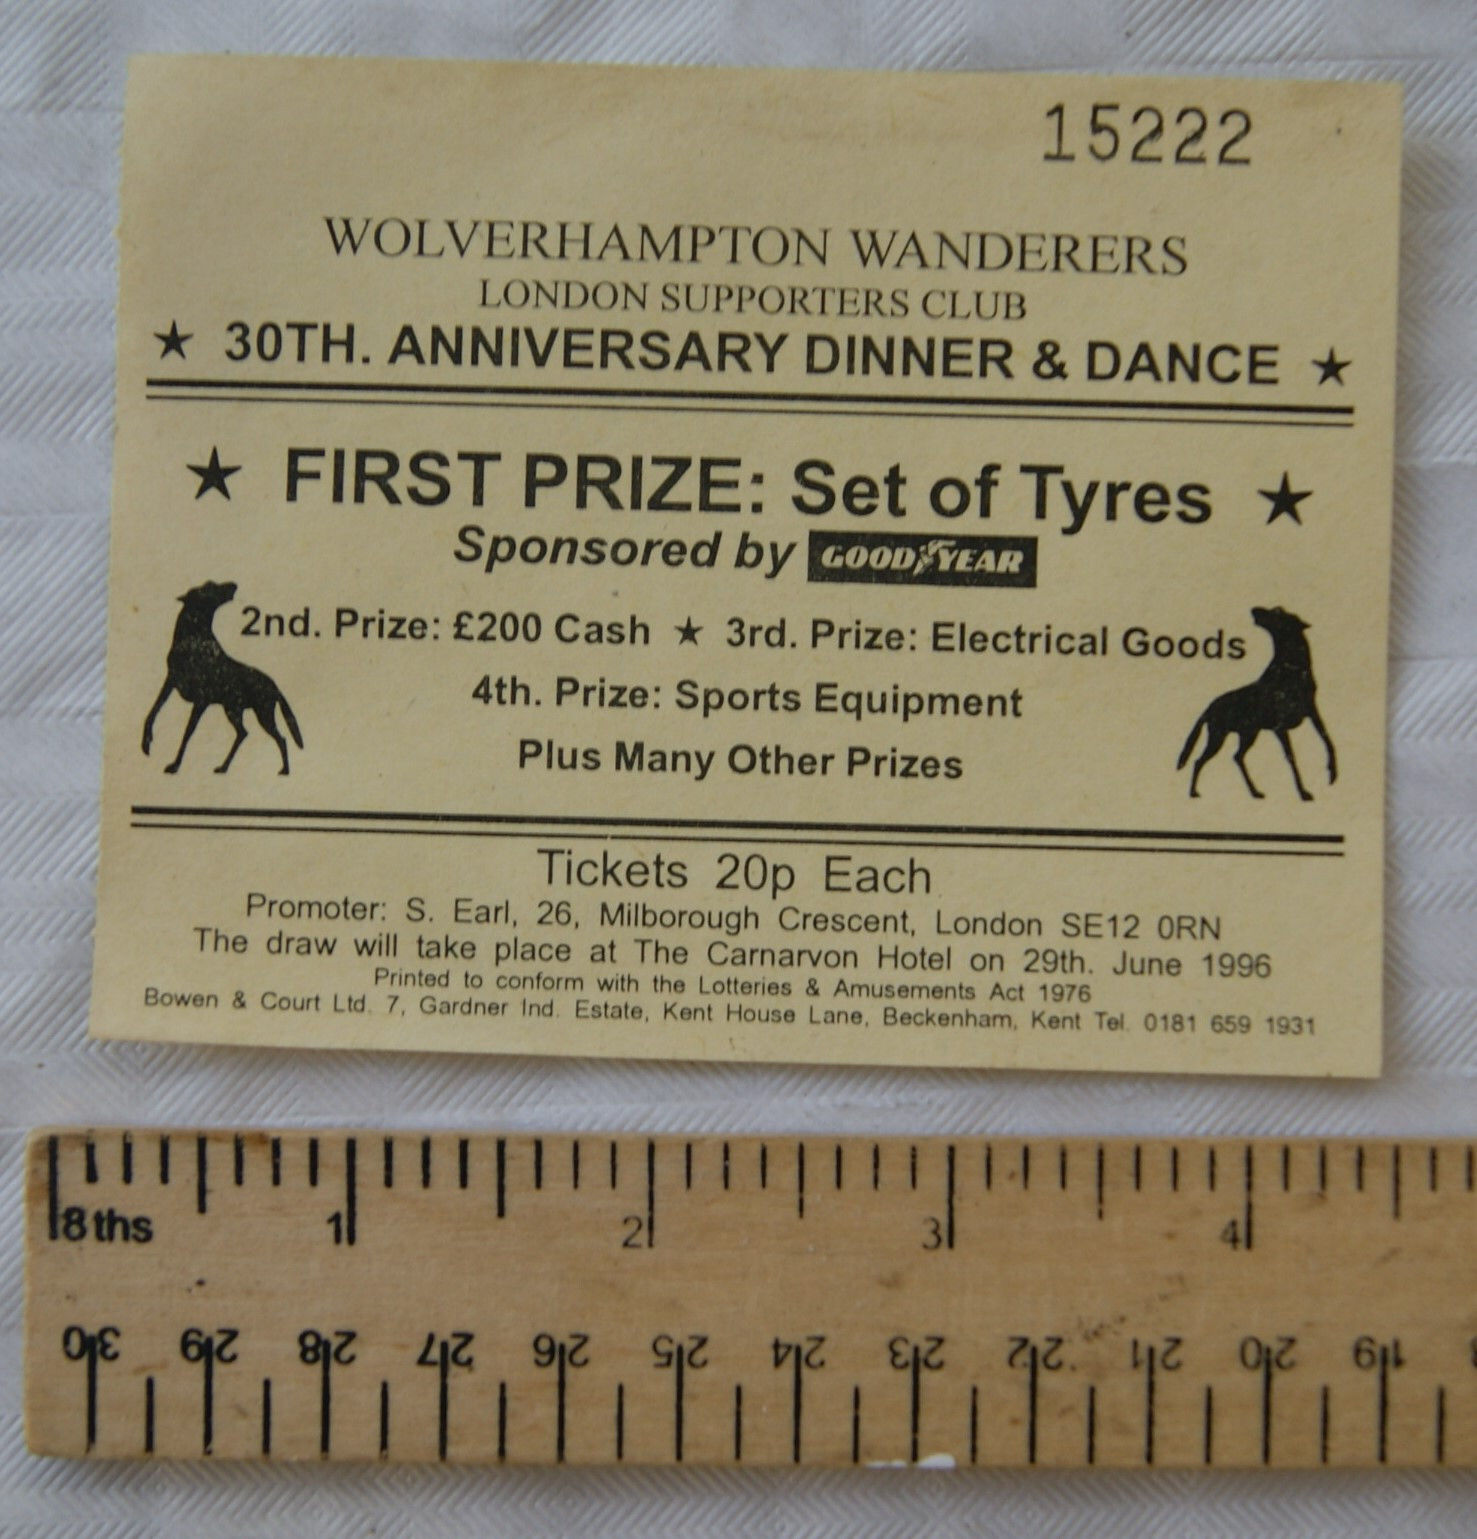 15222
WOLVERHAMPTON WANDERERS
LONDON SUPPORTERS CLUB
★ 30TH. ANNIVERSARY DINNER & DANCE ★
★ FIRST PRIZE: Set of Tyres ★
Sponsored by GOODYEAR
2nd. Prize: £200 Cash ★ 3rd. Prize: Electrical Goods
4th. Prize: Sports Equipment
Plus Many Other Prizes
Tickets 20p Each
Promoter: S. Earl, 26, Milborough Crescent, London SE12 0RN
The draw will take place at The Carnarvon Hotel on 29th. June 1996
Printed to conform with the Lotteries & Amusements Act 1976
Bowen & Court Ltd. 7, Gardner Ind. Estate, Kent House Lane, Beckenham, Kent Tel. 0181 659 1931
8ths 1 2 3 4
30 29 28 27 26 25 24 23 22 21 20 19